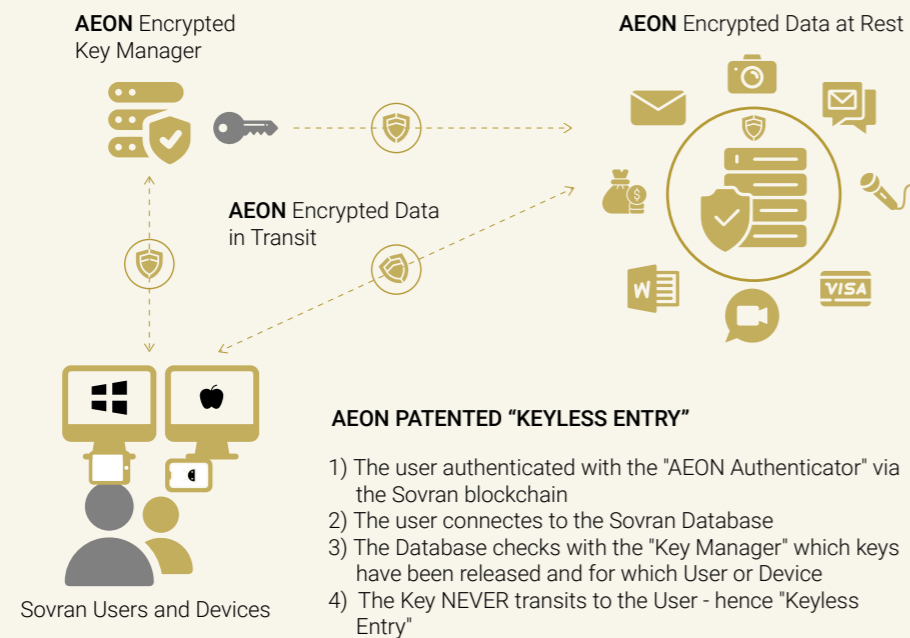 AEON Encrypted
Key Manager
AEON Encrypted Data at Rest
AEON Encrypted Data
in Transit
W
VISA
$
Sovran Users and Devices
AEON PATENTED “KEYLESS ENTRY”
1) The user authenticated with the "AEON Authenticator" via
the Sovran blockchain
2) The user connectes to the Sovran Database
3) The Database checks with the "Key Manager" which keys
have been released and for which User or Device
4) The Key NEVER transits to the User - hence "Keyless
Entry"